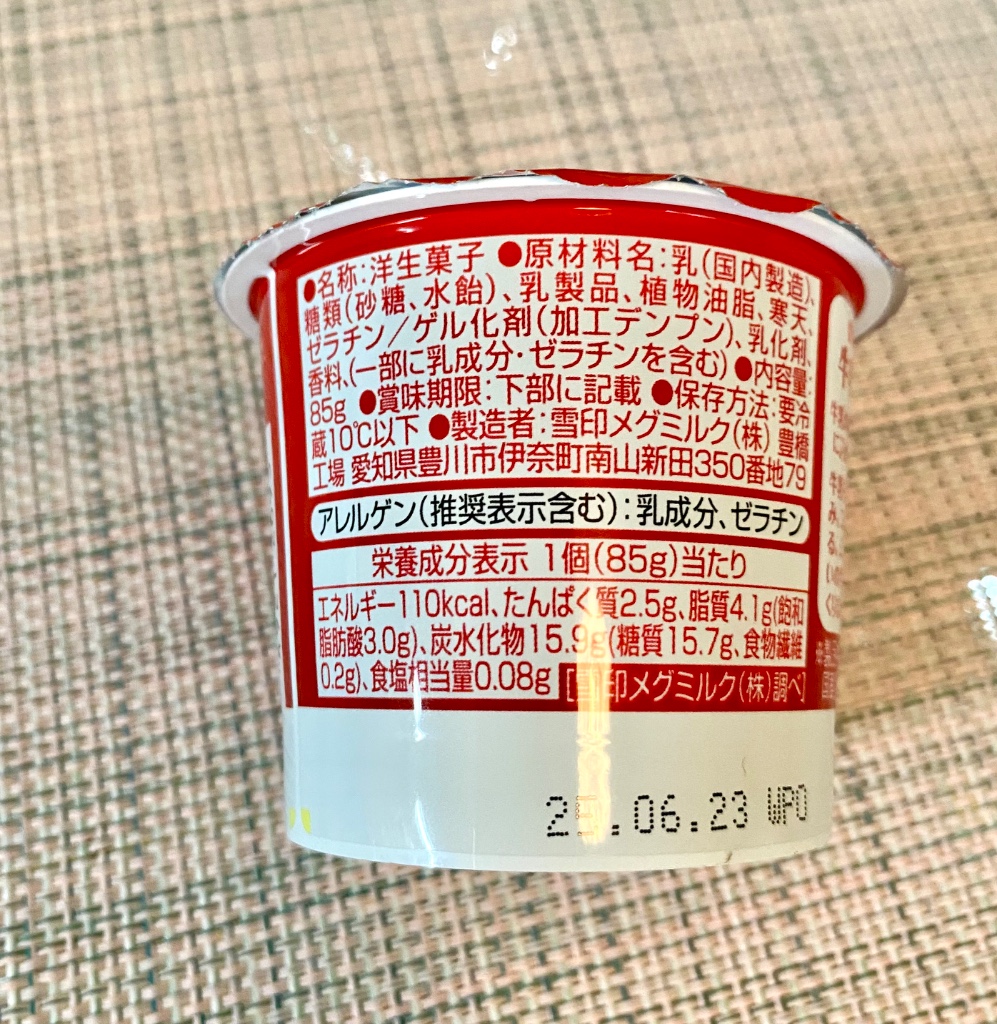 ●名称:洋生菓子 ●原材料名:乳(国内製造)、
糖類(砂糖、水飴)、乳製品、植物油脂、寒天、
ゼラチン/ゲル化剤(加工デンプン)、乳化剤、
香料、(一部に乳成分・ゼラチンを含む) ●内容量:
85g ●賞味期限:下部に記載 ●保存方法:要冷
蔵10℃以下 ●製造者:雪印メグミルク(株) 豊橋
工場 愛知県豊川市伊奈町南山新田350番地79
アレルゲン(推奨表示含む):乳成分、ゼラチン
栄養成分表示 1個(85g)当たり
エネルギー110kcal、たんぱく質2.5g、脂質4.1g(飽和
脂肪酸3.0g)、炭水化物15.9g(糖質15.7g、食物繊維
0.2g)、食塩相当量0.08g [雪印メグミルク(株)調べ]
.06.23 WPO